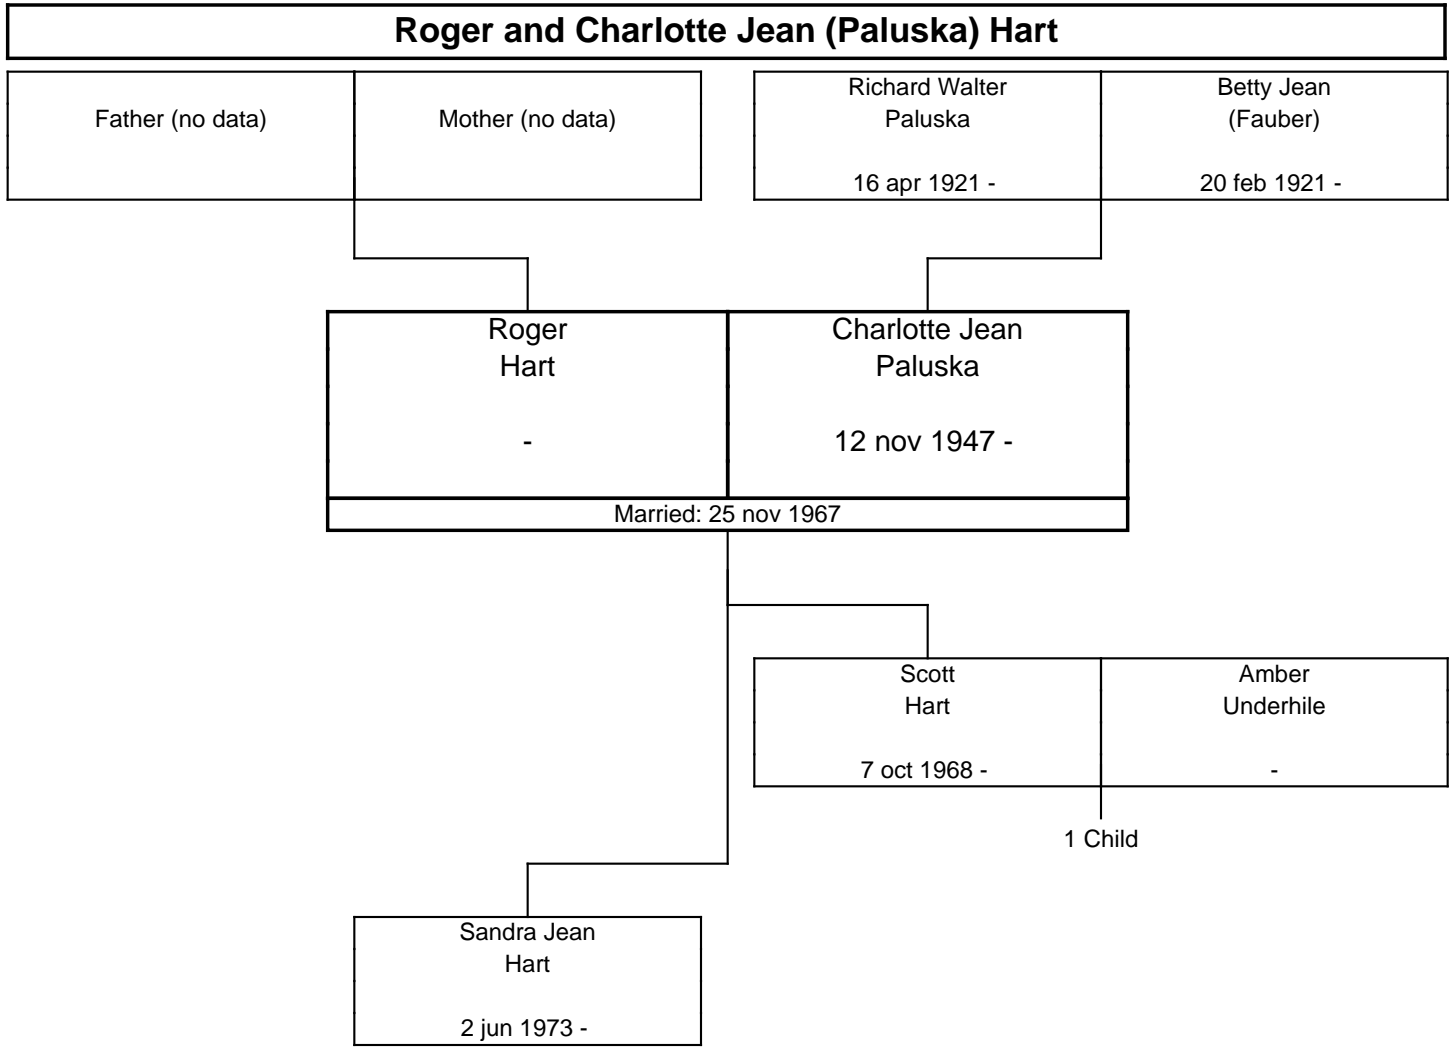 Roger and Charlotte Jean (Paluska) Hart
Father (no data)
Mother (no data)
Richard Walter
Paluska
16 apr 1921 -
Betty Jean
(Fauber)
20 feb 1921 -
Roger
Hart
-
Charlotte Jean
Paluska
12 nov 1947 -
Married: 25 nov 1967
Scott
Hart
7 oct 1968 -
Amber
Underhile
-
1 Child
Sandra Jean
Hart
2 jun 1973 -